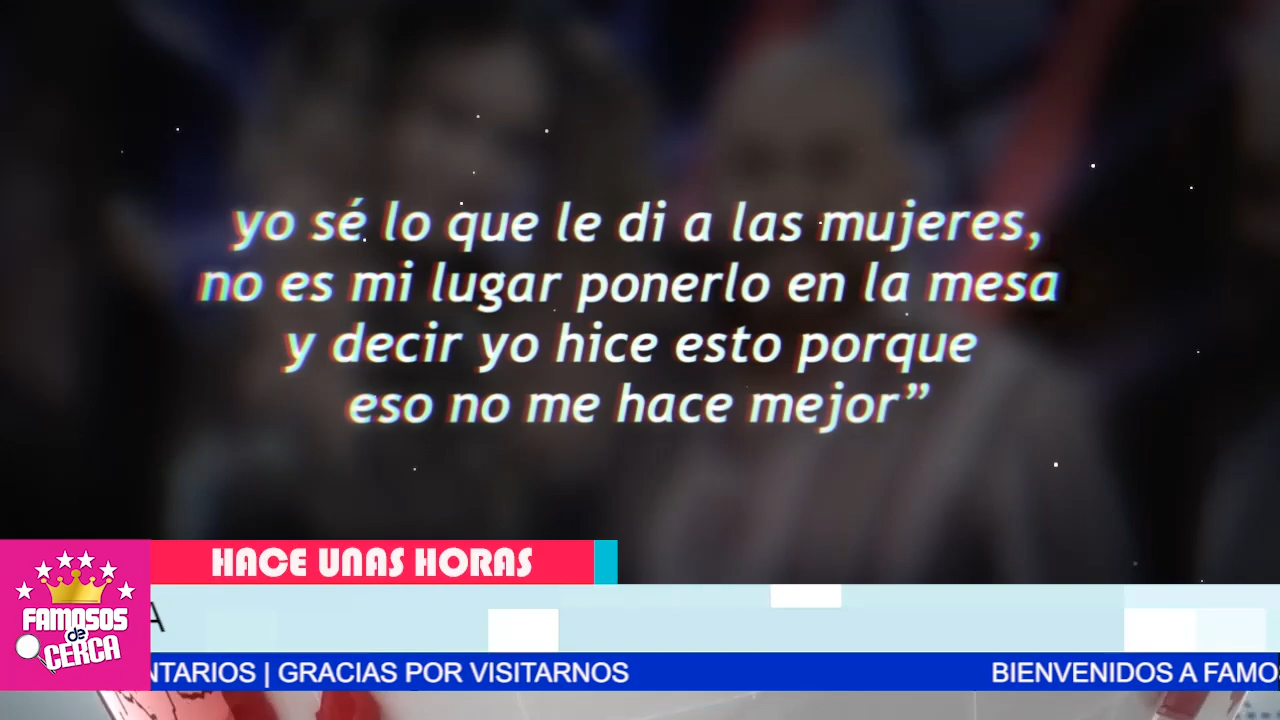 yo sé lo que le di a las mujeres,
no es mi lugar ponerlo en la mesa
y decir yo hice esto porque
eso no me hace mejor”
HACE UNAS HORAS
FAMOSOS
de
CERCA
A
NTARIOS | GRACIAS POR VISITARNOS
BIENVENIDOS A FAMO